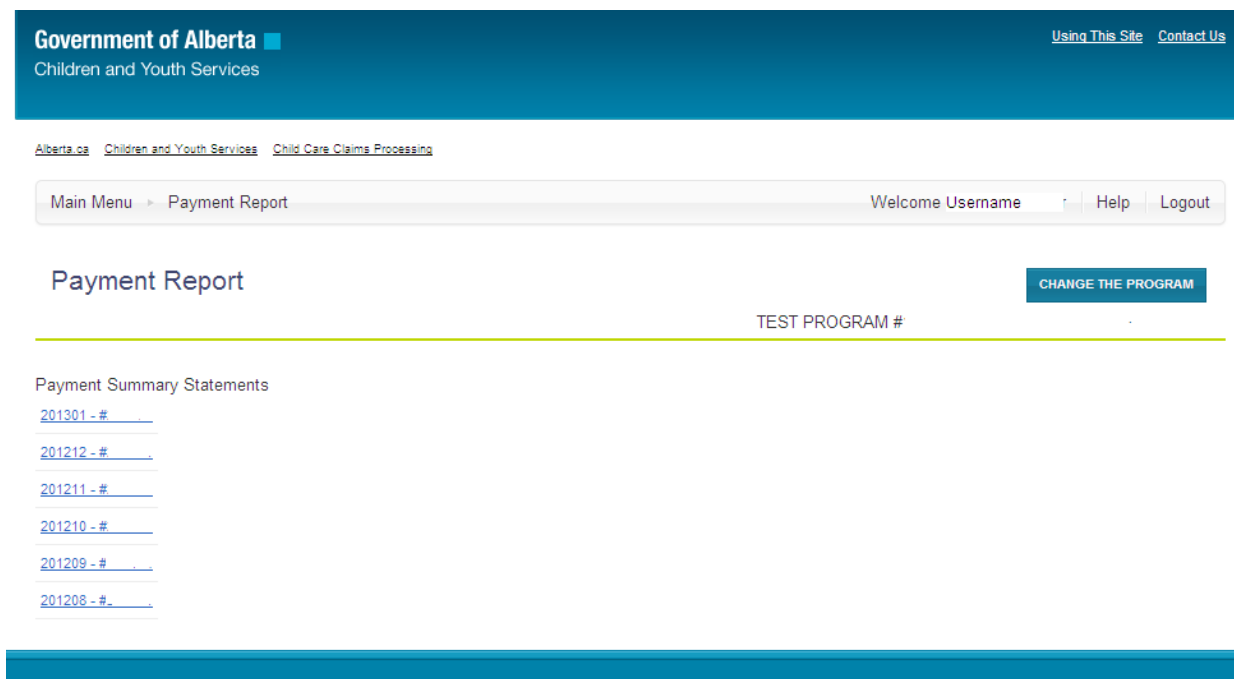 Government of Alberta Using This Site Contact Us
Children and Youth Services
Alberta.ca Children and Youth Services Child Care Claims Processing
Main Menu Payment Report Welcome Username Help Logout
Payment Report CHANGE THE PROGRAM
TEST PROGRAM #
Payment Summary Statements
201301 - #
201212 - #
201211 - #
201210 - #
201209 - #
201208 - #